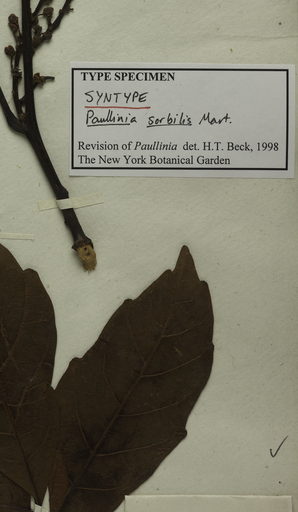 TYPE SPECIMEN
SYNTYPE
Paullinia sorbilis Mart.
Revision of Paullinia det. H.T. Beck, 1998
The New York Botanical Garden